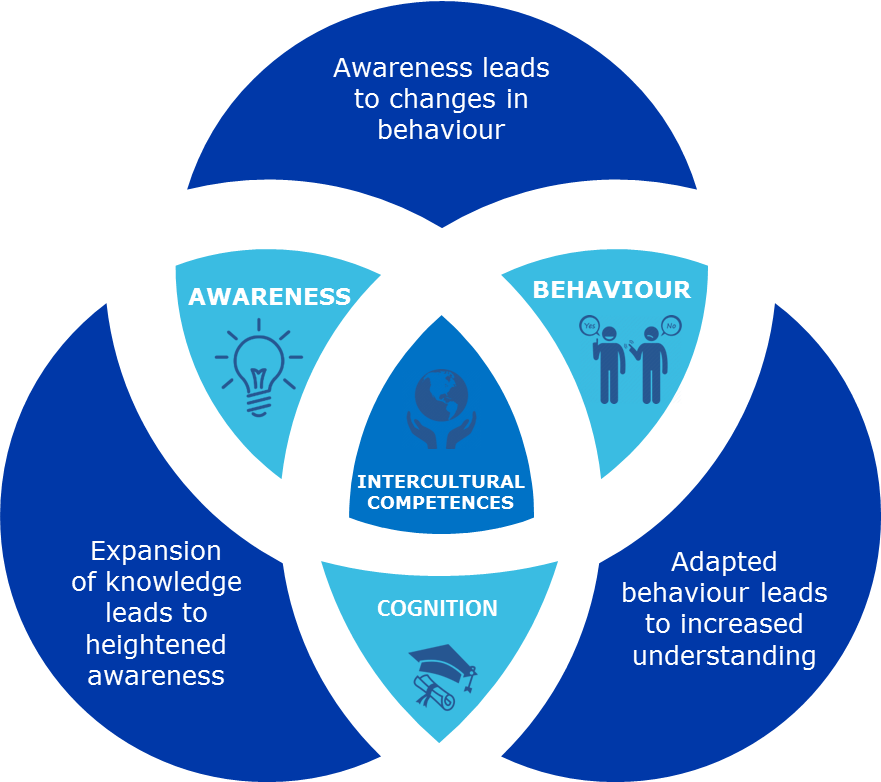 Awareness leads
to changes in
behaviour
AWARENESS
BEHAVIOUR
Yes
No
INTERCULTURAL
COMPETENCES
Expansion
of knowledge
leads to
heightened
awareness
COGNITION
Adapted
behaviour leads
to increased
understanding